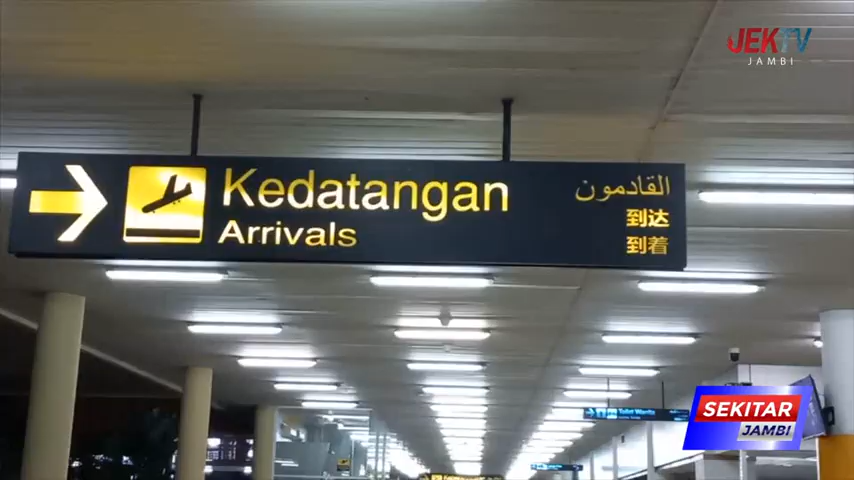 JEKTV
JAMBI
Kedatangan
Arrivals
القادمون
到达
到着
Toilet Wanita
SEKITAR
JAMBI